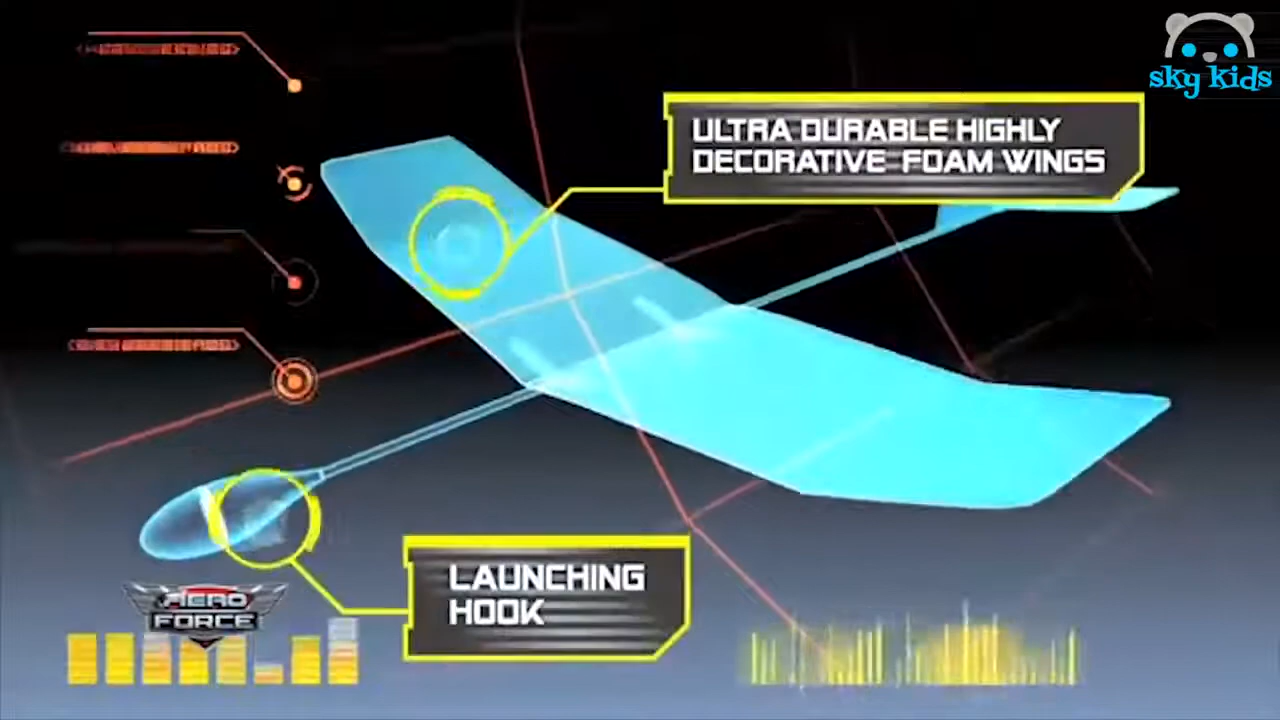 sky kids
ULTRA DURABLE HIGHLY
DECORATIVE FOAM WINGS
LAUNCHING
HOOK
AERO
FORCE